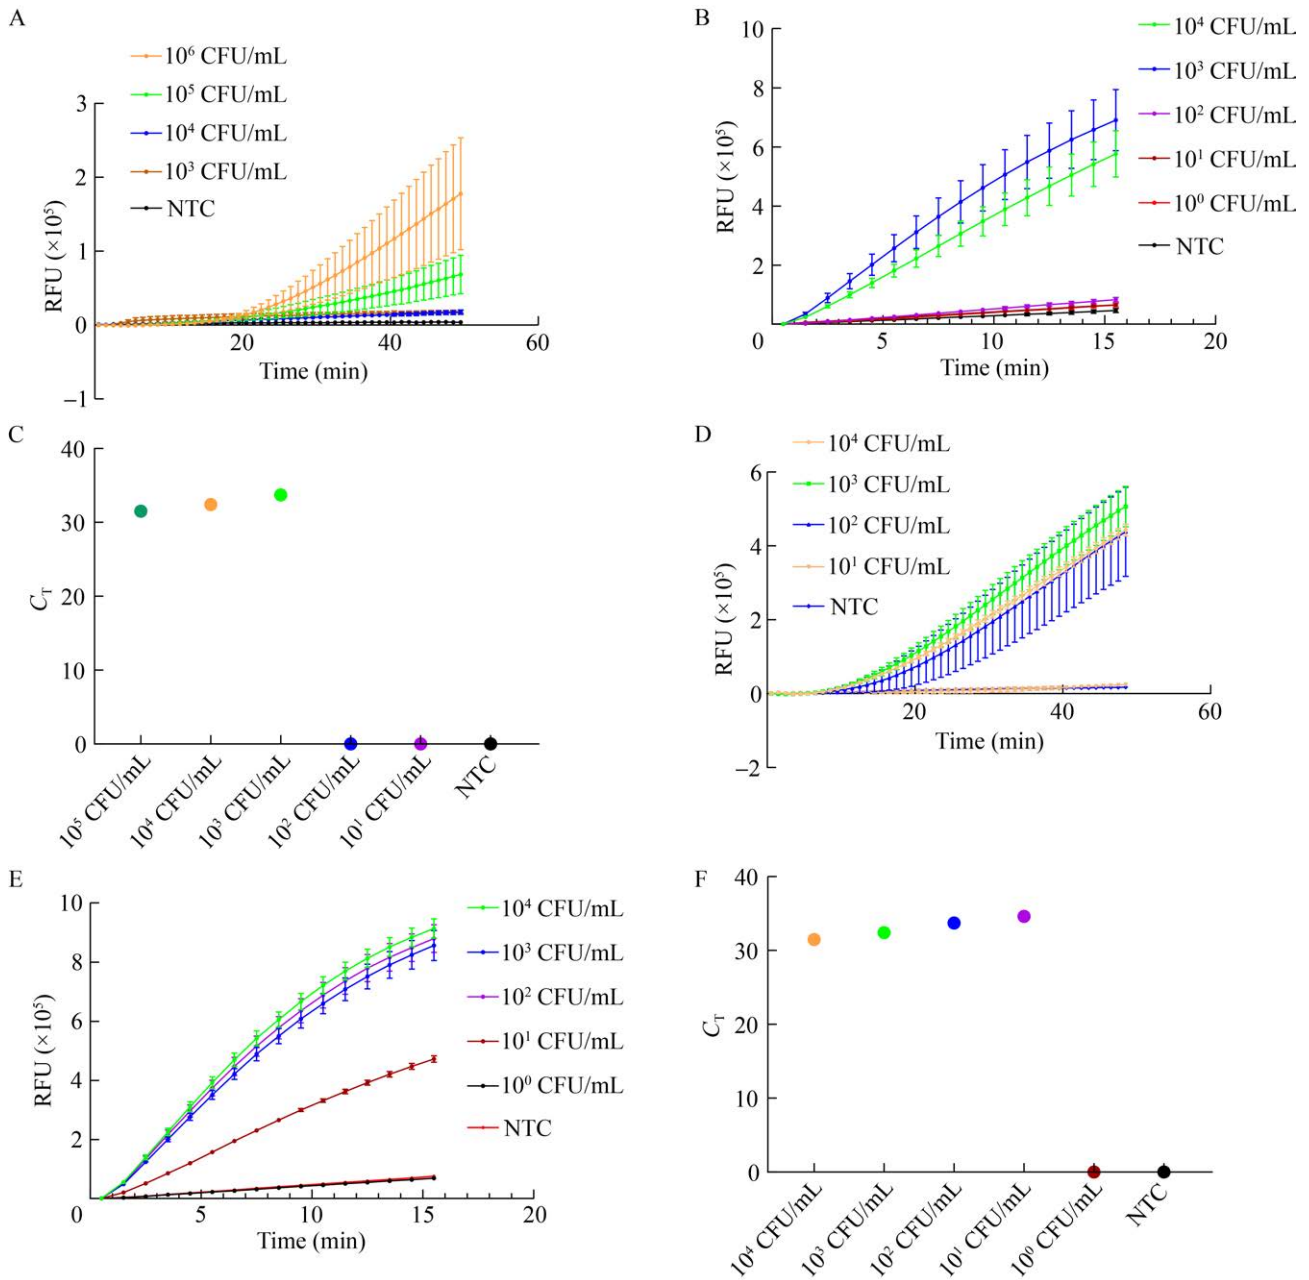 A
10⁶ CFU/mL
10⁵ CFU/mL
10⁴ CFU/mL
10³ CFU/mL
NTC
3
2
1
0
−1
RFU (×10⁵)
20
40
60
Time (min)
B
10⁴ CFU/mL
10³ CFU/mL
10² CFU/mL
10¹ CFU/mL
10⁰ CFU/mL
NTC
10
8
6
4
2
0
RFU (×10⁵)
5
10
15
20
Time (min)
C
40
30
20
10
0
C_T
10⁵ CFU/mL
10⁴ CFU/mL
10³ CFU/mL
10² CFU/mL
10¹ CFU/mL
NTC
D
10⁴ CFU/mL
10³ CFU/mL
10² CFU/mL
10¹ CFU/mL
NTC
6
4
2
0
−2
RFU (×10⁵)
20
40
60
Time (min)
E
10⁴ CFU/mL
10³ CFU/mL
10² CFU/mL
10¹ CFU/mL
10⁰ CFU/mL
NTC
10
8
6
4
2
0
RFU (×10⁵)
5
10
15
20
Time (min)
F
40
30
20
10
0
C_T
10⁴ CFU/mL
10³ CFU/mL
10² CFU/mL
10¹ CFU/mL
10⁰ CFU/mL
NTC